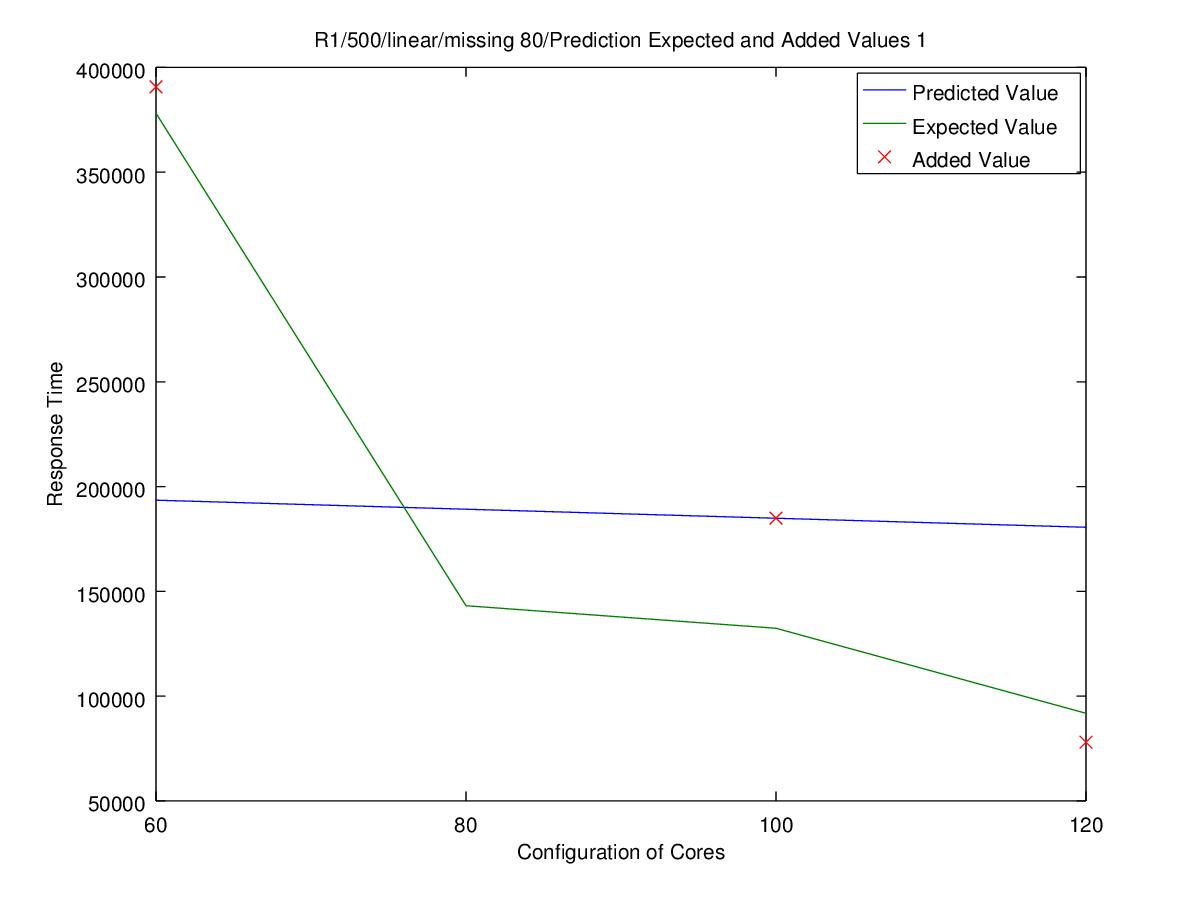 R1/500/linear/missing 80/Prediction Expected and Added Values 1
400000
350000
300000
250000
200000
150000
100000
50000
Response Time
Predicted Value
Expected Value
Added Value
60
80
100
120
Configuration of Cores